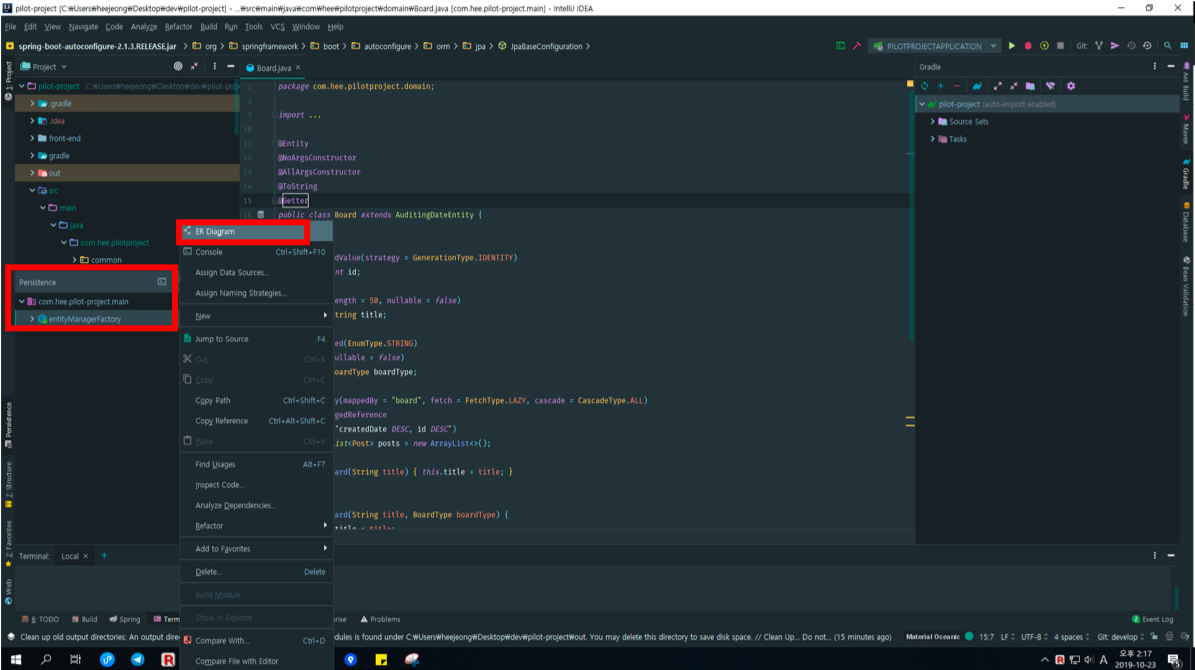 pilot-project [C:\Users\heejeong\Desktop\dev\pilot-project] - ...\src\main\java\com\hee\pilotproject\domain\Board.java [com.hee.pilot-project.main] - IntelliJ IDEA
File Edit View Navigate Code Analyze Refactor Build Run Tools VCS Window Help
spring-boot-autoconfigure-2.1.3.RELEASE.jar org springframework boot autoconfigure orm jpa JpaBaseConfiguration
PILOTPROJECTAPPLICATION
Git:
1: Project
Project
pilot-project C:₩Users₩heejeong₩Desktop₩dev₩pilot-pr
.gradle
.idea
front-end
gradle
out
src
main
java
com.hee.pilotproject
common
Persistence
com.hee.pilot-project.main
entityManagerFactory
Board.java
1 package com.hee.pilotproject.domain;
2
3 import ...
10
11 @Entity
12 @NoArgsConstructor
13 @AllArgsConstructor
14 @ToString
15 @Getter
16 public class Board extends AuditingDateEntity {
dValue(strategy = GenerationType.IDENTITY)
nt id;
ength = 50, nullable = false)
tring title;
ed(EnumType.STRING)
ullable = false)
oardType boardType;
y(mappedBy = "board", fetch = FetchType.LAZY, cascade = CascadeType.ALL)
gedReference
"createdDate DESC, id DESC")
ist<Post> posts = new ArrayList<>();
ard(String title) { this.title = title; }
ard(String title, BoardType boardType) {
title = title;
ER Diagram
Console Ctrl+Shift+F10
Assign Data Sources...
Assign Naming Strategies...
New
Jump to Source F4
Cut Ctrl+X
Copy Ctrl+C
Copy Path Ctrl+Shift+C
Copy Reference Ctrl+Alt+Shift+C
Paste Ctrl+V
Find Usages Alt+F7
Inspect Code...
Analyze Dependencies...
Refactor
Add to Favorites
Delete... Delete
Build Module
Show in Explorer
Compare With... Ctrl+D
Compare File with Editor
Gradle
pilot-project (auto-import enabled)
Source Sets
Tasks
Ant Build
Maven
Gradle
Database
Bean Validation
Persistence
Z: Structure
2: Favorites
Web
Terminal: Local × +
6: TODO Build Spring Term
rise Problems
Event Log
Clean up old output directories: An output direc
dules is found under C:₩Users₩heejeong₩Desktop₩dev₩pilot-project₩out. You may delete this directory to save disk space. // Clean Up... Do not... (15 minutes ago)
Material Oceanic 15:7 LF UTF-8 4 spaces Git: develop
A 오후 2:17
2019-10-23